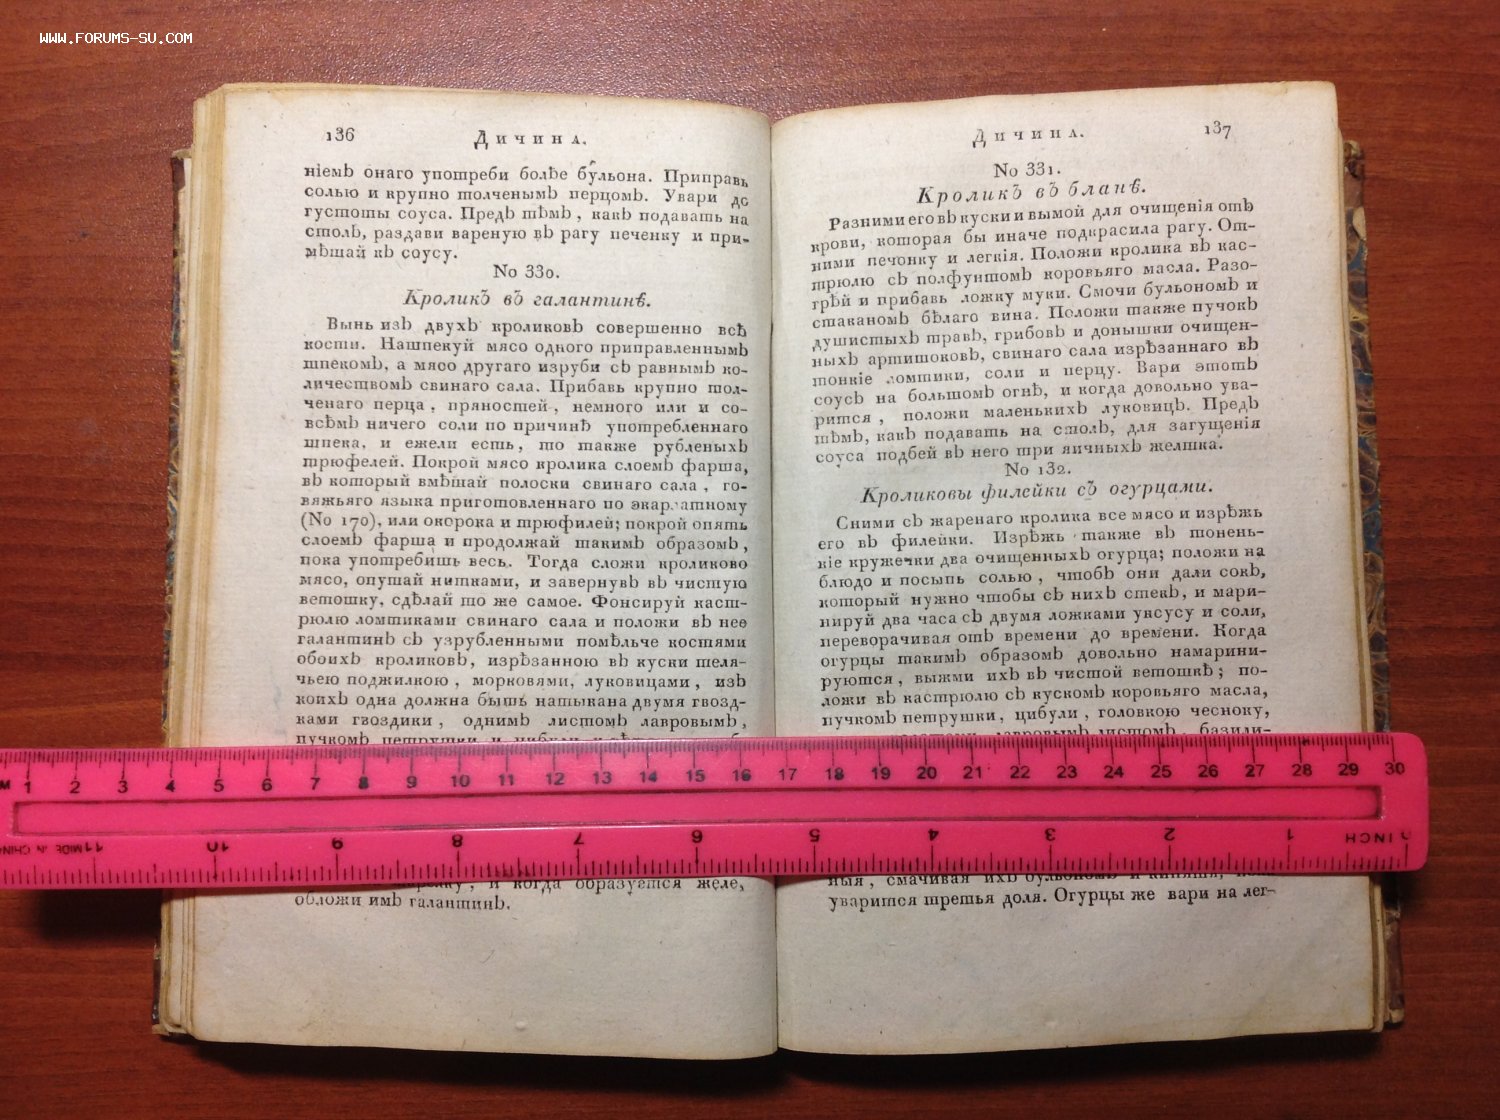 WWW.FORUMS-SU.COM
136
Дичина.
ніемъ онаго употреби болѣе бульона. Приправь
солью и крупно толченымъ перцомъ. Увари до
густоты соуса. Предъ тѣмъ, какъ подавать на
столъ, раздави вареную въ рагу печенку и при-
мѣшай къ соусу.
No 330.
Кроликъ въ галантинѣ.
Вынь изъ двухъ кроликовъ совершенно всѣ
кости. Нашпекуй мясо одного приправленнымъ
шпекомъ, а мясо другаго изруби съ равнымъ ко-
личествомъ свинаго сала. Прибавь крупно тол-
ченаго перца, пряностей, немного или и со-
всѣмъ ничего соли по причинѣ употребленнаго
шпека, и ежели есть, то также рубленыхъ
трюфелей. Покрой мясо кролика слоемъ фарша,
въ который вмѣшай полоски свинаго сала, го-
вяжьяго языка приготовленнаго по экарлатному
(No 170), или окорока и трюфилей; покрой опять
слоемъ фарша и продолжай такимъ образомъ,
пока употребишь весь. Тогда сложи кроликово
мясо, опутай нитками, и завернувъ въ чистую
ветошку, сдѣлай то же самое. Фонсируй каст-
рюлю ломтиками свинаго сала и положи въ нее
галантинъ съ узрубленными помѣльче костями
обоихъ кроликовъ, изрѣзанною въ куски теля-
чьею поджилкою, морковями, луковицами, изъ
коихъ одна должна быть натыкана двумя гвозд-
ками гвоздики, однимъ листомъ лавровымъ,
пучкомъ петрушки и цибули
и когда образуется желе,
обложи имъ галантинъ.
137
Дичина.
No 331.
Кроликъ въ бланѣ.
Разними его въ куски и вымой для очищенія отъ
крови, которая бы иначе подкрасила рагу. От-
ними печонку и легкія. Положи кролика въ кас-
трюлю съ полфунтомъ коровьяго масла. Разо-
грѣй и прибавь ложку муки. Смочи бульономъ и
стаканомъ бѣлаго вина. Положи также пучокъ
душистыхъ травъ, грибовъ и донышки очищен-
ныхъ артишоковъ, свинаго сала изрѣзаннаго въ
тонкіе ломтики, соли и перцу. Вари этотъ
соусъ на большомъ огнѣ, и когда довольно ува-
рится, положи маленькихъ луковицъ. Предъ
тѣмъ, какъ подавать на столъ, для загущенія
соуса подбей въ него три яичныхъ желтка.
No 132.
Кроликовы филейки съ огурцами.
Сними съ жаренаго кролика все мясо и изрѣжь
его въ филейки. Изрѣжь также въ тонень-
кіе кружечки два очищенныхъ огурца; положи на
блюдо и посыпь солью, чтобъ они дали сокъ,
который нужно чтобы съ нихъ стекъ, и мари-
нируй два часа съ двумя ложками уксусу и соли,
переворачивая отъ времени до времени. Когда
огурцы такимъ образомъ довольно намарини-
руются, выжми ихъ въ чистой ветошкѣ; по-
ложи въ кастрюлю съ кускомъ коровьяго масла,
пучкомъ петрушки, цибули, головкою чесноку,
лавровымъ листомъ, базили-
ныя, смачивая ихъ бульономъ и
уварится третья доля. Огурцы же вари на лег-
1 2 3 4 5 6 7 8 9 10 11 12 13 14 15 16 17 18 19 20 21 22 23 24 25 26 27 28 29 30
MADE IN CHINA 11 10 9 8 7 6 5 4 3 2 1 INCH 0